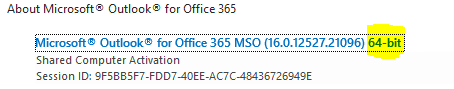 About Microsoft® Outlook® for Office 365
Microsoft® Outlook® for Office 365 MSO (16.0.12527.21096) 64-bit
Shared Computer Activation
Session ID: 9F5BB5F7-FDD7-40EE-AC7C-48436726949E